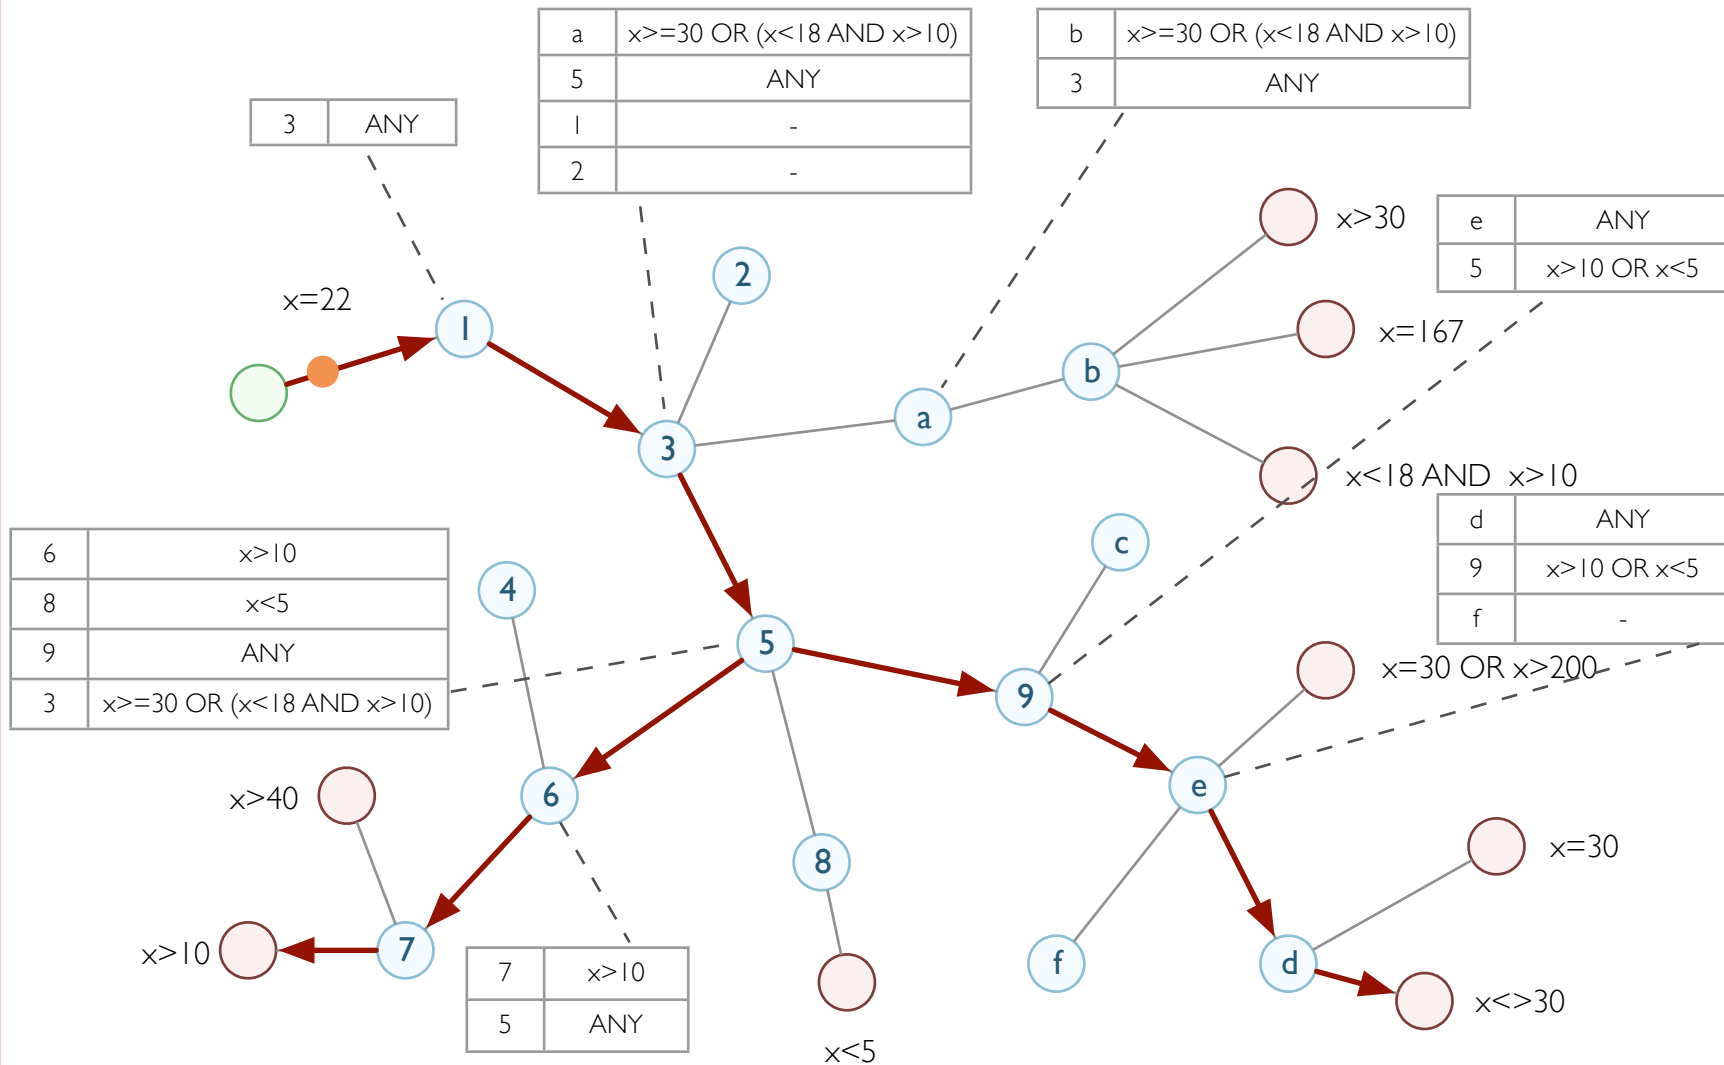 a x>=30 OR (x<18 AND x>10)
5 ANY
1 -
2 -
b x>=30 OR (x<18 AND x>10)
3 ANY
3 ANY
e ANY
5 x>10 OR x<5
x>30
2
x=22
1
x=167
b
a
3
x<18 AND x>10
d ANY
9 x>10 OR x<5
f -
c
6 x>10
8 x<5
9 ANY
3 x>=30 OR (x<18 AND x>10)
4
5
9
x=30 OR x>200
e
x>40
6
8
x=30
x>10
7
f
d
x<>30
7 x>10
5 ANY
x<5